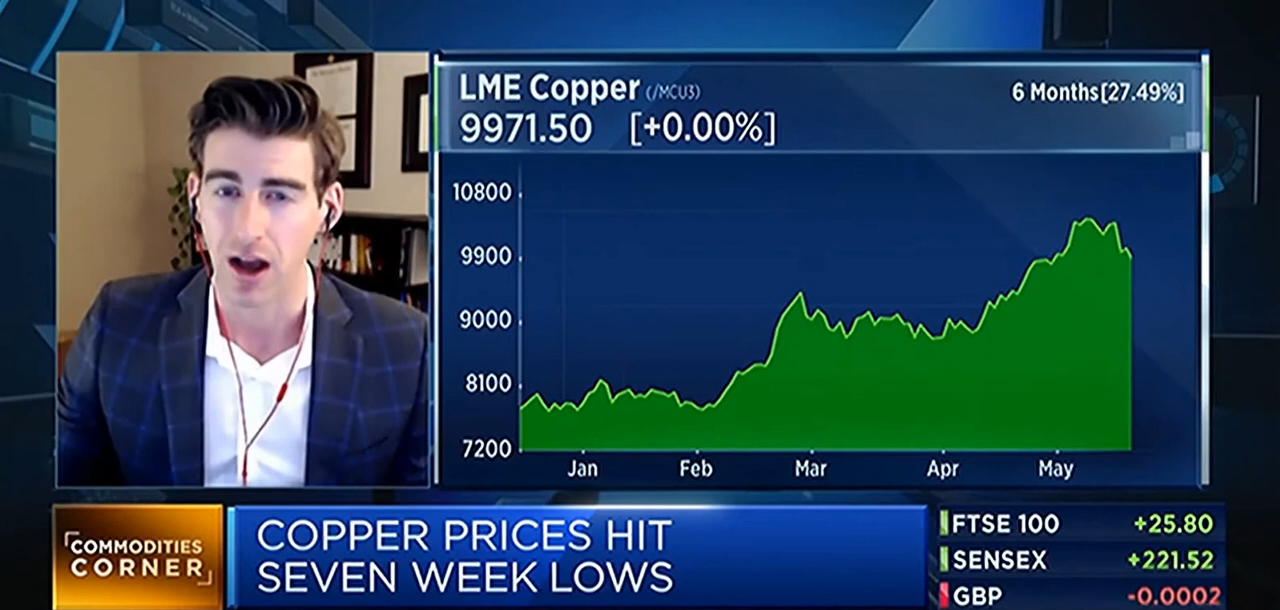 LME Copper (/MCU3)
6 Months[27.49%]
9971.50 [+0.00%]
10800
9900
9000
8100
7200
Jan Feb Mar Apr May
COMMODITIES
CORNER
COPPER PRICES HIT
SEVEN WEEK LOWS
FTSE 100 +25.80
SENSEX +221.52
GBP -0.0002